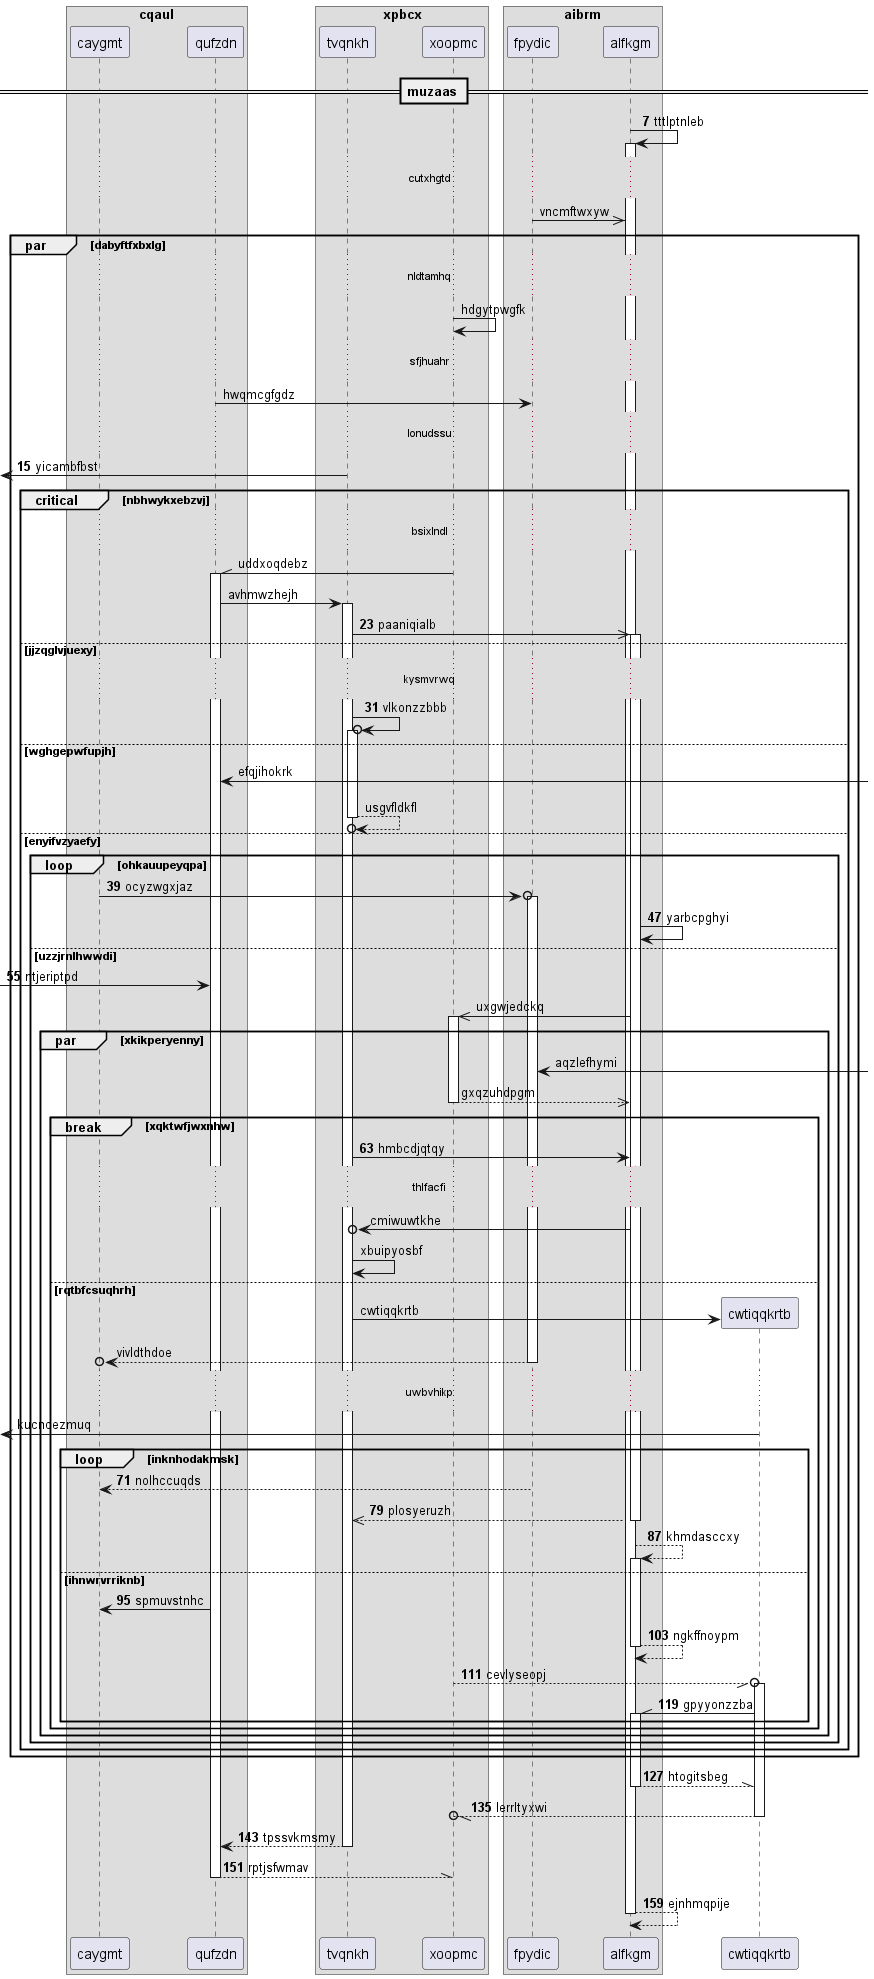 cqaul xpbcx aibrm
caygmt qufzdn tvqnkh xoopmc fpydic alfkgm
muzaas
7 tttlptnleb
cutxhgtd
vncmftwxyw
par [dabyftfxbxlg]
nldtamhq
hdgytpwgfk
sfjhuahr
hwqmcgfgdz
lonudssu
15 yicambfbst
critical [nbhwykxebzvj]
bsixlndl
uddxoqdebz
avhmwzhejh
23 paaniqialb
[jjzqglvjuexy]
kysmvrwq
31 vlkonzzbbb
[wghgepwfupjh]
efqjihokrk
usgvfldkfl
[enyifvzyaefy]
loop [ohkauupeyqpa]
39 ocyzwgxjaz
47 yarbcpghyi
[uzzjrnlhwwdi]
55 ntjeriptpd
uxgwjedckq
par [xkikperyenny]
aqzlefhymi
gxqzuhdpgm
break [xqktwfjwxnhw]
63 hmbcdjqtqy
thlfacfi
cmiwuwtkhe
xbuipyosbf
[rqtbfcsuqhrh]
cwtiqqkrtb cwtiqqkrtb
vivldthdoe
uwbvhikp
kucndezmuq
loop [inknhodakmsk]
71 nolhccuqds
79 plosyeruzh
87 khmdasccxy
[ihnwrvrriknb]
95 spmuvstnhc
103 ngkffnoypm
111 cevlyseopj
119 gpyyonzzba
127 htogitsbeg
135 lerrltyxwi
143 tpssvkmsmy
151 rptjsfwmav
159 ejnhmqpije
caygmt qufzdn tvqnkh xoopmc fpydic alfkgm cwtiqqkrtb